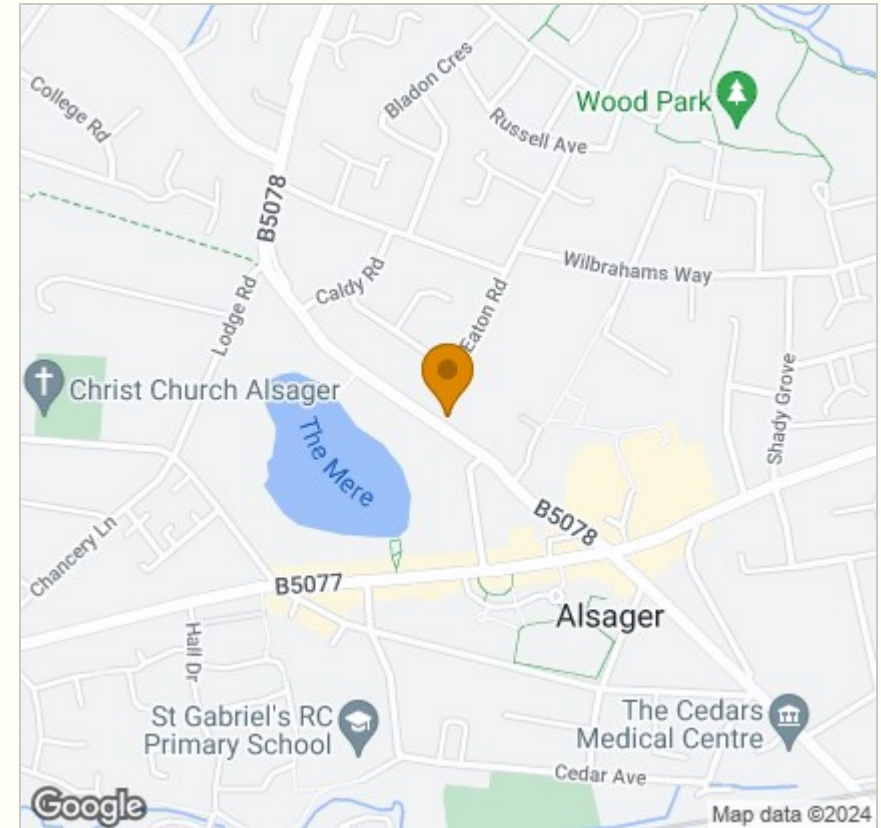 Bladon Cres
College Rd
Wood Park
Russell Ave
B5078
Wilbrahams Way
Caldy Rd
Lodge Rd
Eaton Rd
Christ Church Alsager
The Mere
Shady Grove
B5078
Chancery Ln
B5077
Alsager
Hall Dr
St Gabriel's RC
Primary School
The Cedars
Medical Centre
Cedar Ave
Google
Map data ©2024